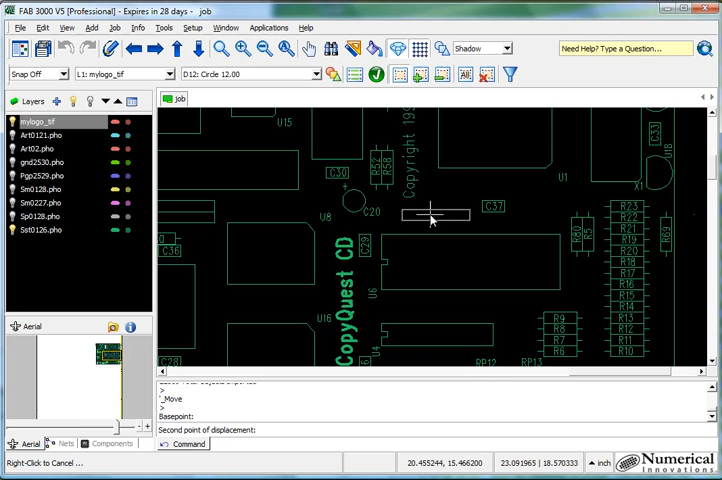 FAB 3000 V5 [Professional] - Expires in 28 days - job
File Edit View Add Job Info Tools Setup Window Applications Help
Shadow
Need Help? Type a Question...
Snap Off L1: mylogo_tif D12: Circle 12.00
All
Layers
job
mylogo_tif
Art0121.pho
Art02.pho
gnd2530.pho
Pgp2529.pho
Sm0128.pho
Sm0227.pho
Sp0128.pho
Sst0126.pho
U15
C30
R52
R58
Copyright 199
U1
C33
U18
X1
C20
U8
C37
C36
C29
U6
CopyQuest CD
U16
U4
C28
R80
R5
R69
R23
R22
R21
R19
R20
R18
R17
R16
R15
R14
R13
R12
R11
R10
R9
R8
R7
R6
RP12
RP13
Aerial
>
'_Move
>
Basepoint:
Second point of displacement:
Command
Aerial Nets Components
Right-Click to Cancel ...
20.455244, 15.466200
23.091965 | 18.570333
inch
Numerical
Innovations